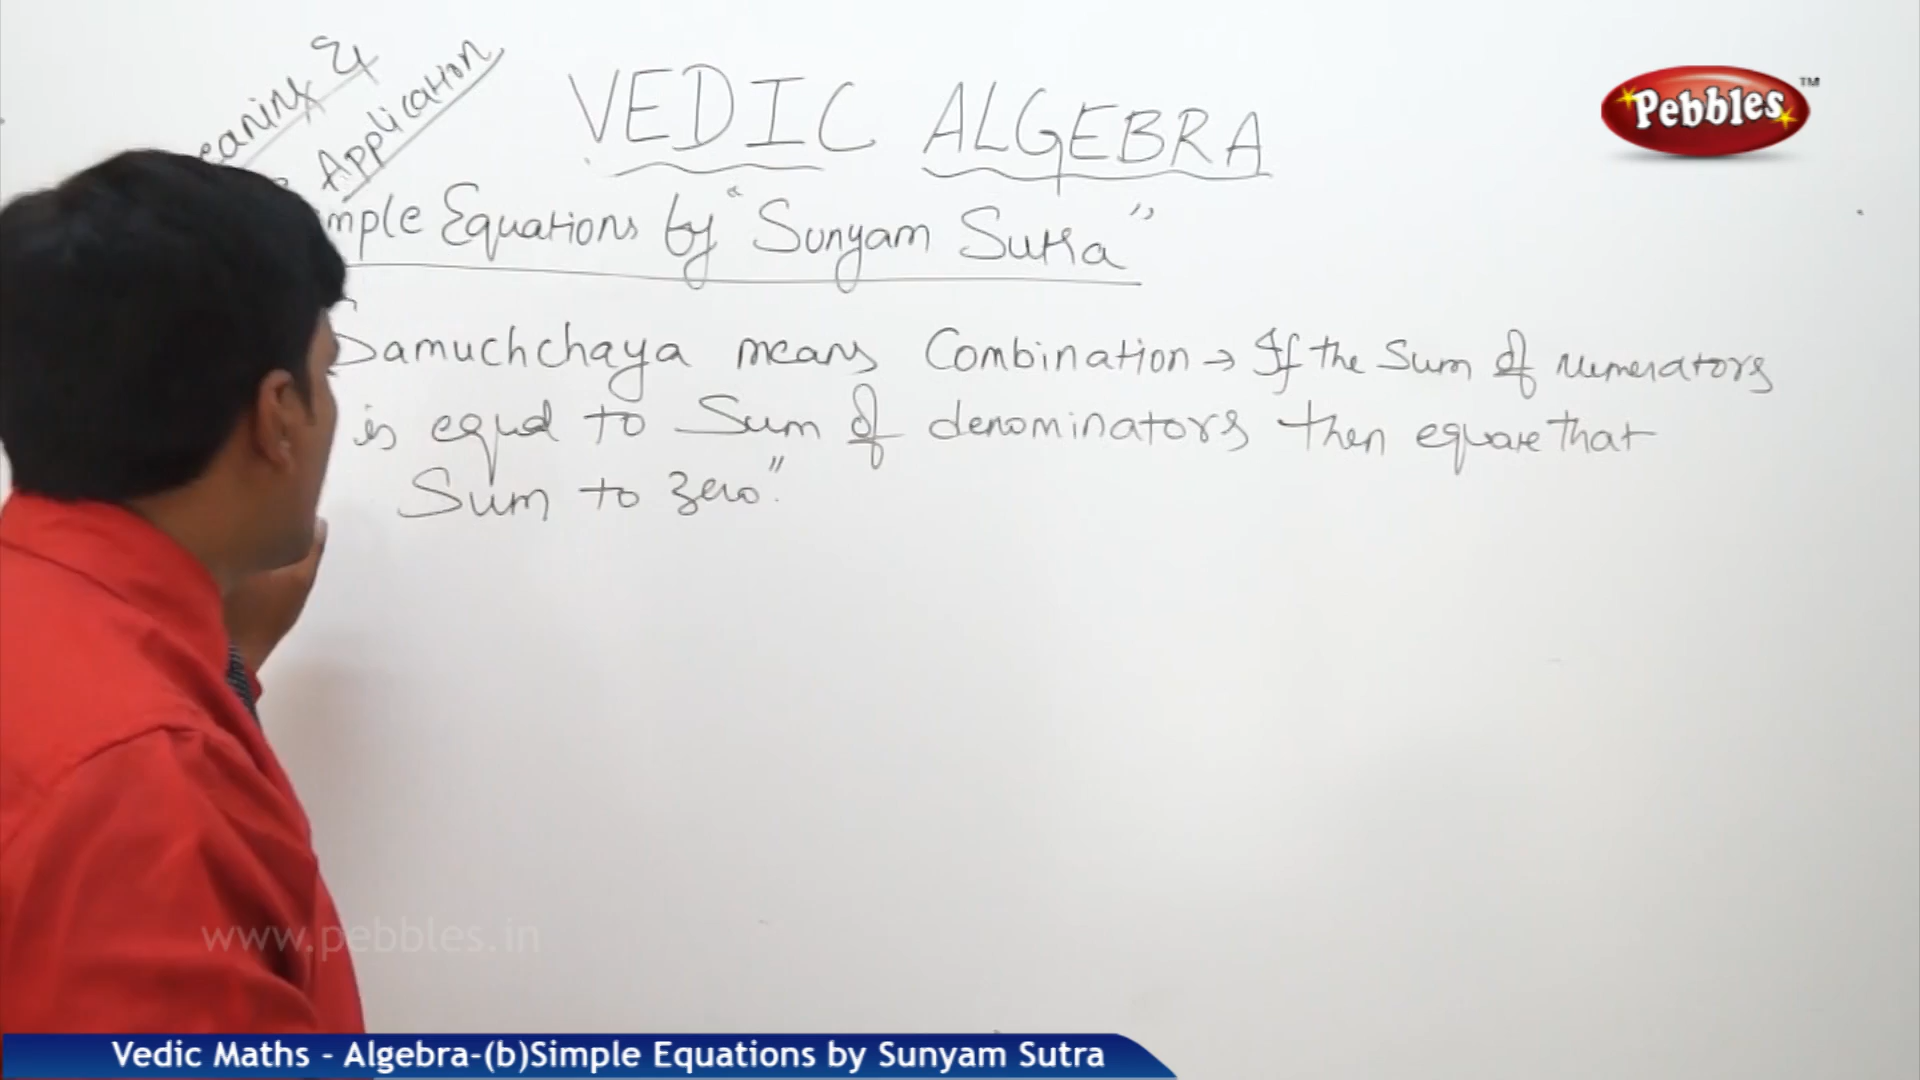 Application
VEDIC ALGEBRA
Pebbles TM
Equations by "Sunyam Sutra"
Samuchchaya means Combination → If the Sum of Numerators
is equal to Sum of denominators then equate that
Sum to zero."
www.pebbles.in
Vedic Maths - Algebra-(b)Simple Equations by Sunyam Sutra